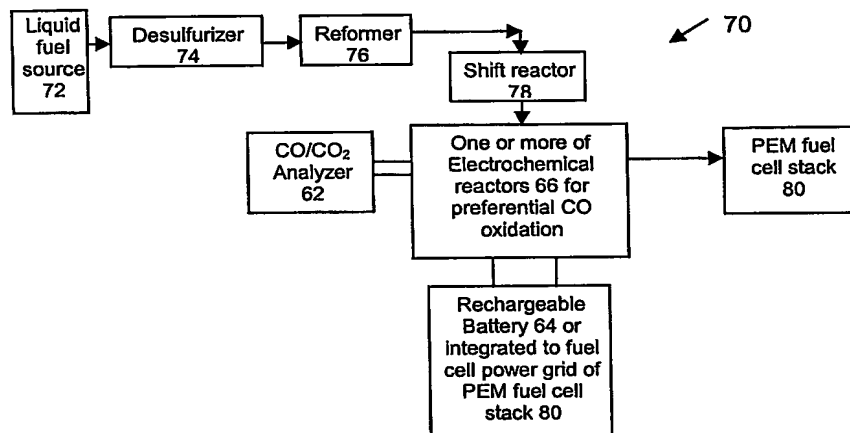 Liquid
fuel
source
72
Desulfurizer
74
Reformer
76
70
Shift reactor
78
CO/CO₂
Analyzer
62
One or more of
Electrochemical
reactors 66 for
preferential CO
oxidation
PEM fuel
cell stack
80
Rechargeable
Battery 64 or
integrated to fuel
cell power grid of
PEM fuel cell
stack 80